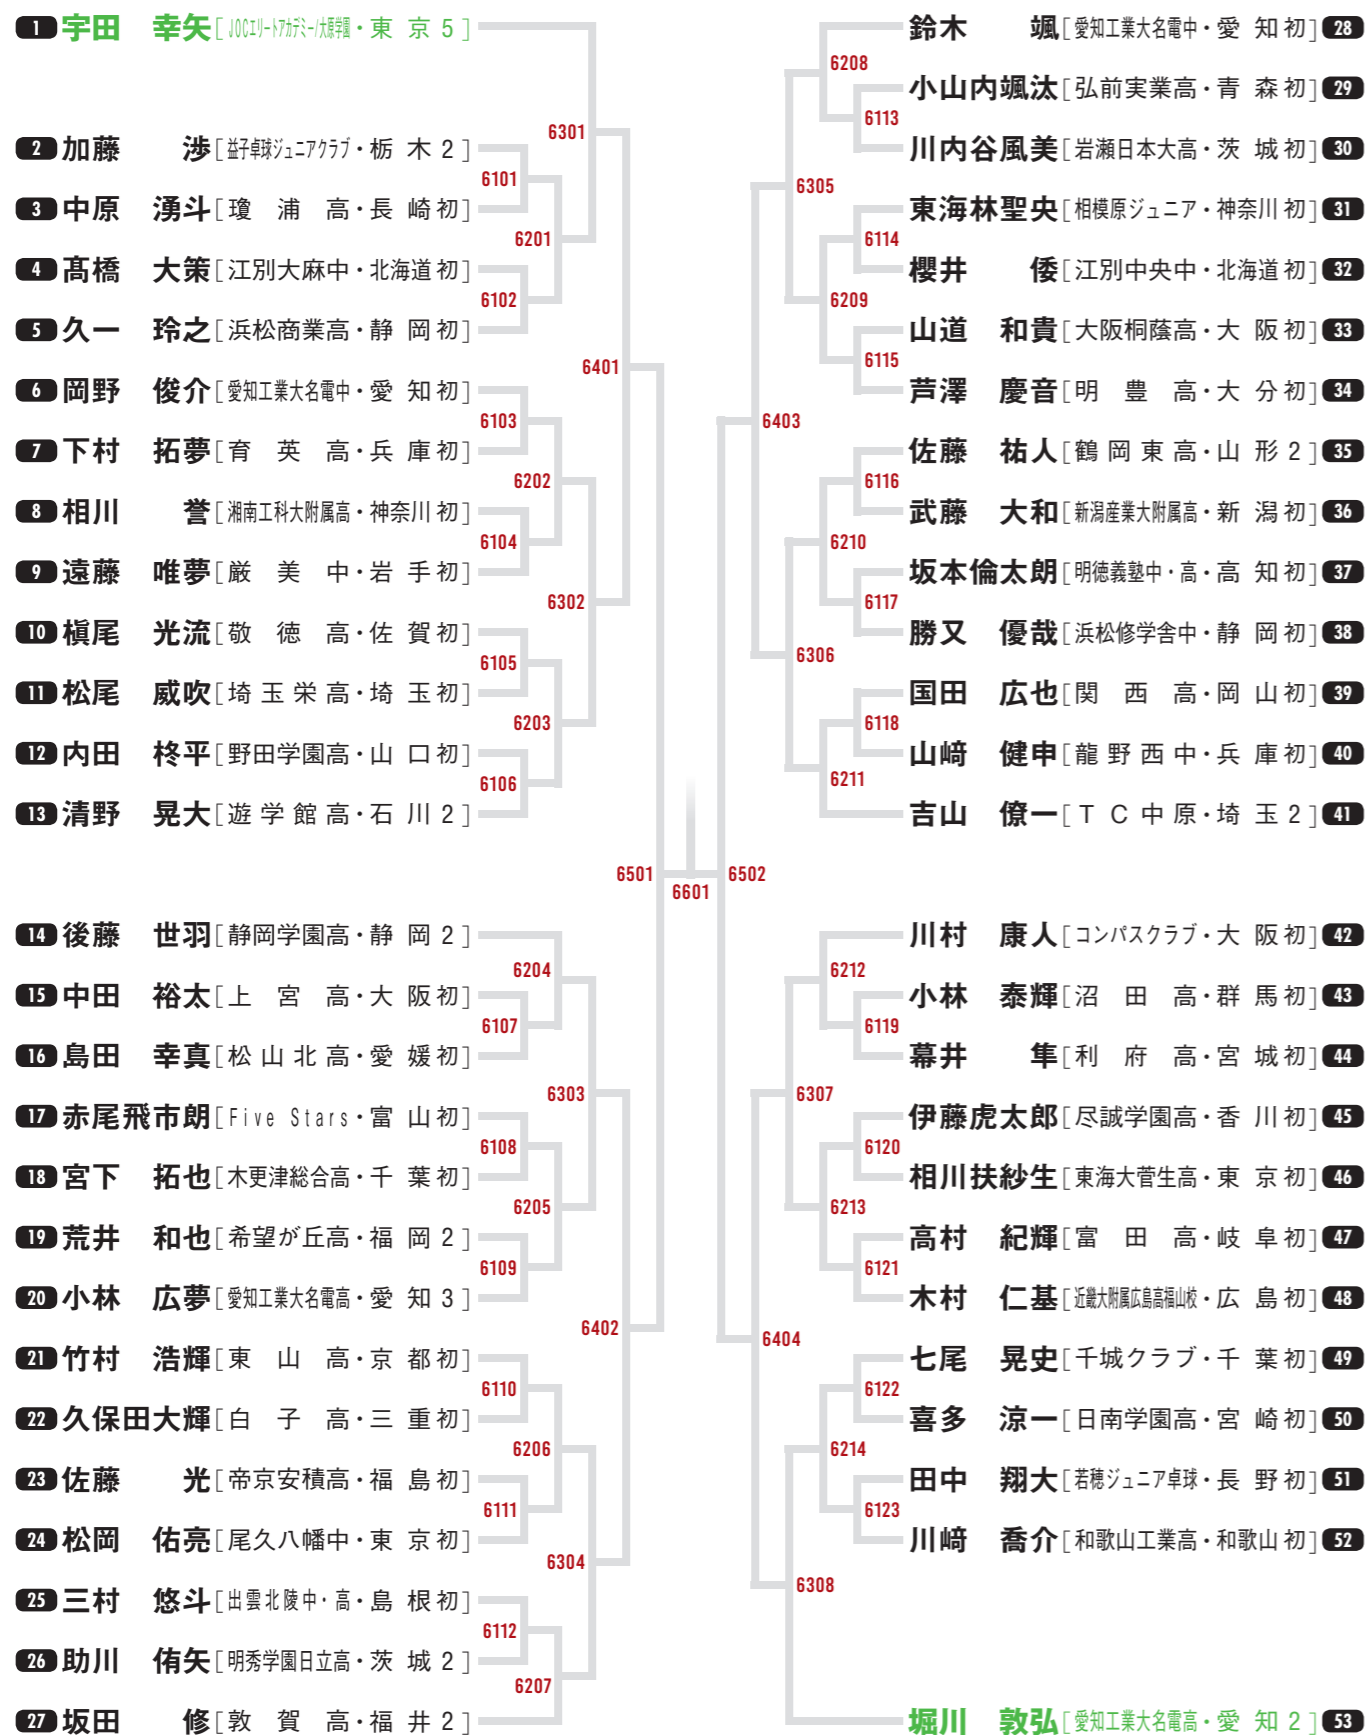 1 宇田 幸矢 [JOCエリートアカデミー/大原学園・東 京 5]
2 加藤 渉 [益子卓球ジュニアクラブ・栃 木 2]
3 中原 湧斗 [瓊 浦 高・長 崎 初]
4 髙橋 大策 [江別大麻中・北海道 初]
5 久一 玲之 [浜松商業高・静 岡 初]
6 岡野 俊介 [愛知工業大名電中・愛 知 初]
7 下村 拓夢 [育 英 高・兵 庫 初]
8 相川 誉 [湘南工科大附属高・神奈川 初]
9 遠藤 唯夢 [厳 美 中・岩 手 初]
10 槇尾 光流 [敬 徳 高・佐 賀 初]
11 松尾 威吹 [埼 玉 栄 高・埼 玉 初]
12 内田 柊平 [野田学園高・山 口 初]
13 清野 晃大 [遊 学 館 高・石 川 2]
14 後藤 世羽 [静岡学園高・静 岡 2]
15 中田 裕太 [上 宮 高・大 阪 初]
16 島田 幸真 [松 山 北 高・愛 媛 初]
17 赤尾飛市朗 [Five Stars・富 山 初]
18 宮下 拓也 [木更津総合高・千 葉 初]
19 荒井 和也 [希望が丘高・福 岡 2]
20 小林 広夢 [愛知工業大名電高・愛 知 3]
21 竹村 浩輝 [東 山 高・京 都 初]
22 久保田大輝 [白 子 高・三 重 初]
23 佐藤 光 [帝京安積高・福 島 初]
24 松岡 佑亮 [尾久八幡中・東 京 初]
25 三村 悠斗 [出雲北陵中・高・島 根 初]
26 助川 侑矢 [明秀学園日立高・茨 城 2]
27 坂田 修 [敦 賀 高・福 井 2]
6101
6102
6103
6104
6105
6106
6107
6108
6109
6110
6111
6112
6201
6202
6203
6204
6205
6206
6207
6301
6302
6303
6304
6401
6402
6501
6601
6502
6403
6404
6305
6306
6307
6308
6208
6209
6210
6211
6212
6213
6214
6113
6114
6115
6116
6117
6118
6119
6120
6121
6122
6123
鈴木 颯 [愛知工業大名電中・愛 知 初] 28
小山内颯汰 [弘前実業高・青 森 初] 29
川内谷風美 [岩瀬日本大高・茨 城 初] 30
東海林聖央 [相模原ジュニア・神奈川 初] 31
櫻井 倭 [江別中央中・北海道 初] 32
山道 和貴 [大阪桐蔭高・大 阪 初] 33
芦澤 慶音 [明 豊 高・大 分 初] 34
佐藤 祐人 [鶴 岡 東 高・山 形 2] 35
武藤 大和 [新潟産業大附属高・新 潟 初] 36
坂本倫太朗 [明徳義塾中・高・高 知 初] 37
勝又 優哉 [浜松修学舎中・静 岡 初] 38
国田 広也 [関 西 高・岡 山 初] 39
山﨑 健申 [龍 野 西 中・兵 庫 初] 40
吉山 僚一 [T C 中 原・埼 玉 2] 41
川村 康人 [コンパスクラブ・大 阪 初] 42
小林 泰輝 [沼 田 高・群 馬 初] 43
幕井 隼 [利 府 高・宮 城 初] 44
伊藤虎太郎 [尽誠学園高・香 川 初] 45
相川扶紗生 [東海大菅生高・東 京 初] 46
高村 紀輝 [富 田 高・岐 阜 初] 47
木村 仁基 [近畿大附属広島高福山校・広 島 初] 48
七尾 晃史 [千城クラブ・千 葉 初] 49
喜多 涼一 [日南学園高・宮 崎 初] 50
田中 翔大 [若穂ジュニア卓球・長 野 初] 51
川﨑 喬介 [和歌山工業高・和歌山 初] 52
堀川 敦弘 [愛知工業大名電高・愛 知 2] 53